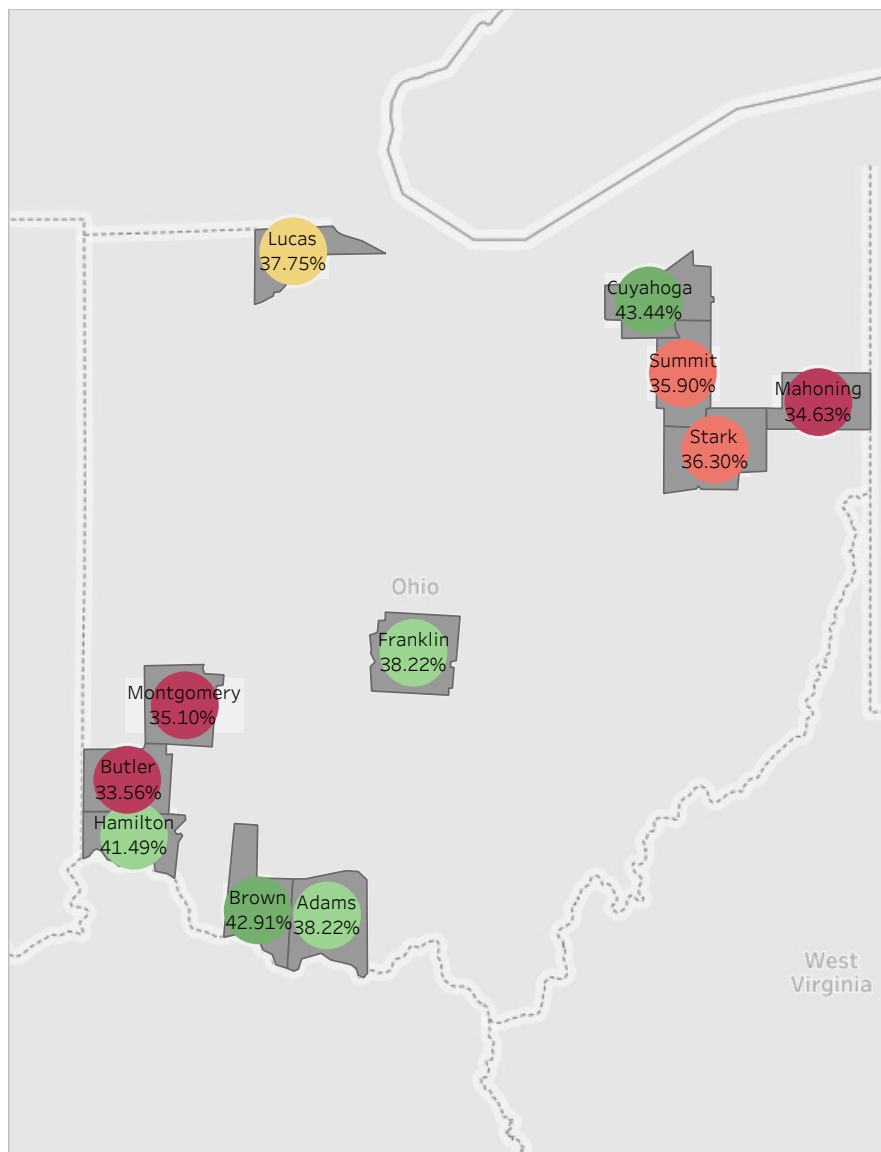 Lucas
37.75%
Cuyahoga
43.44%
Summit
35.90%
Mahoning
34.63%
Stark
36.30%
Ohio
Franklin
38.22%
Montgomery
35.10%
Butler
33.56%
Hamilton
41.49%
Brown
42.91%
Adams
38.22%
West
Virginia